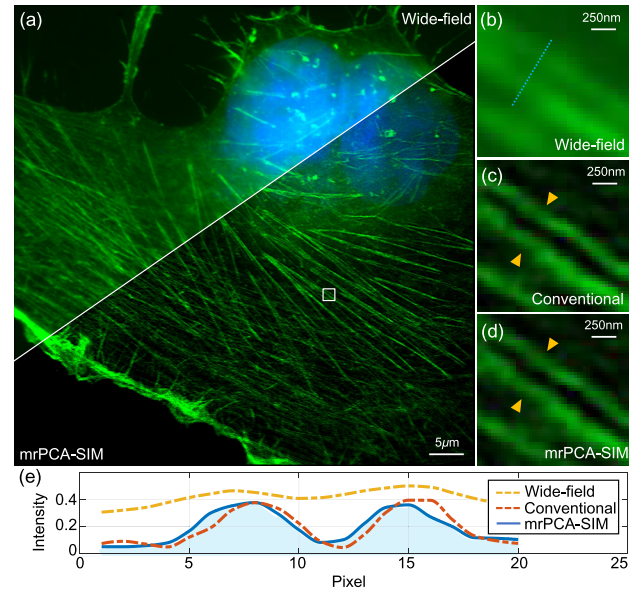 (a)
Wide-field
mrPCA-SIM
5μm
(b)
250nm
Wide-field
(c)
250nm
Conventional
(d)
250nm
mrPCA-SIM
(e)
Intensity
0.4
0.2
0
0 5 10 15 20 25
Pixel
Wide-field
Conventional
mrPCA-SIM